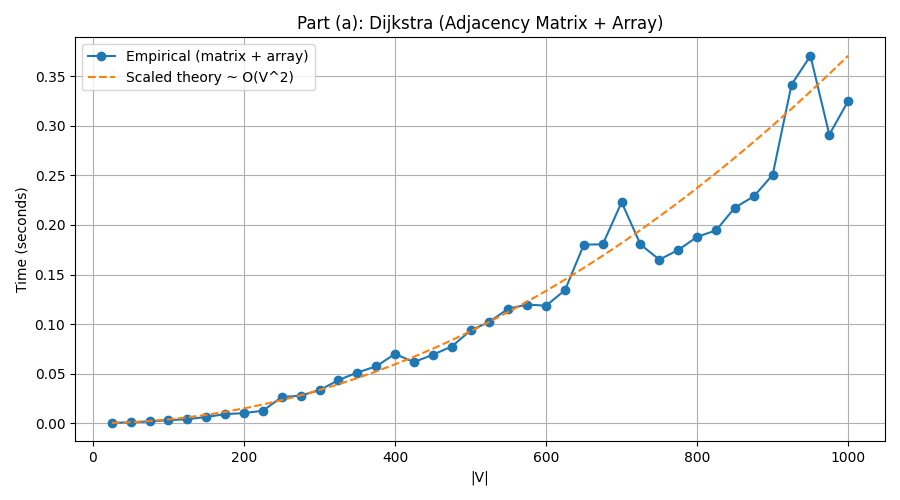 Part (a): Dijkstra (Adjacency Matrix + Array)
Empirical (matrix + array)
Scaled theory ~ O(V^2)
Time (seconds)
0.35
0.30
0.25
0.20
0.15
0.10
0.05
0.00
0 200 400 600 800 1000
|V|